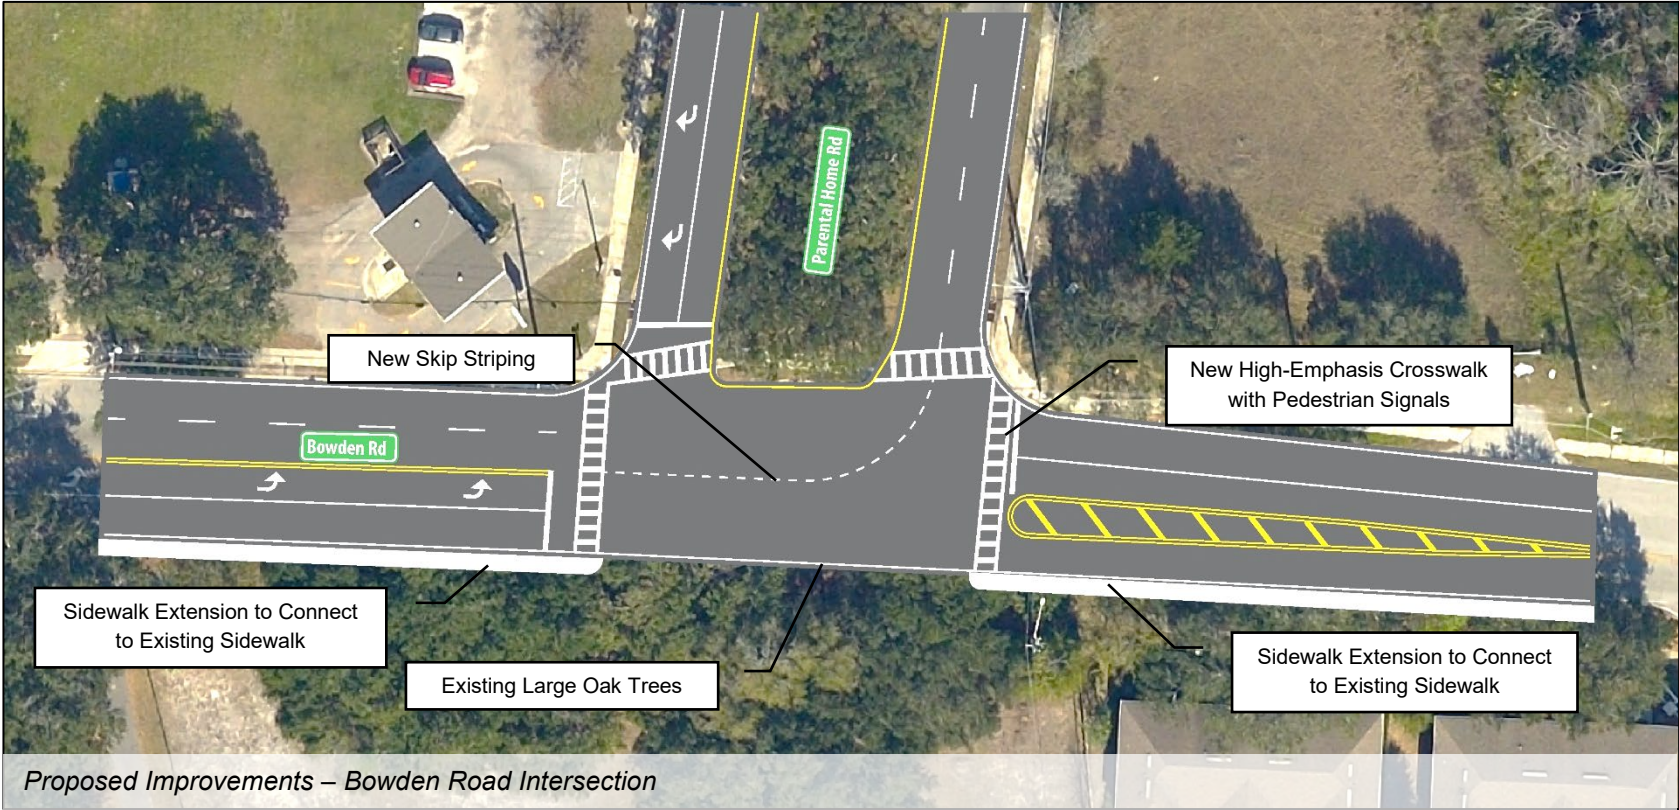 Parental Home Rd
New Skip Striping
New High-Emphasis Crosswalk
with Pedestrian Signals
Bowden Rd
Sidewalk Extension to Connect
to Existing Sidewalk
Existing Large Oak Trees
Sidewalk Extension to Connect
to Existing Sidewalk
Proposed Improvements – Bowden Road Intersection